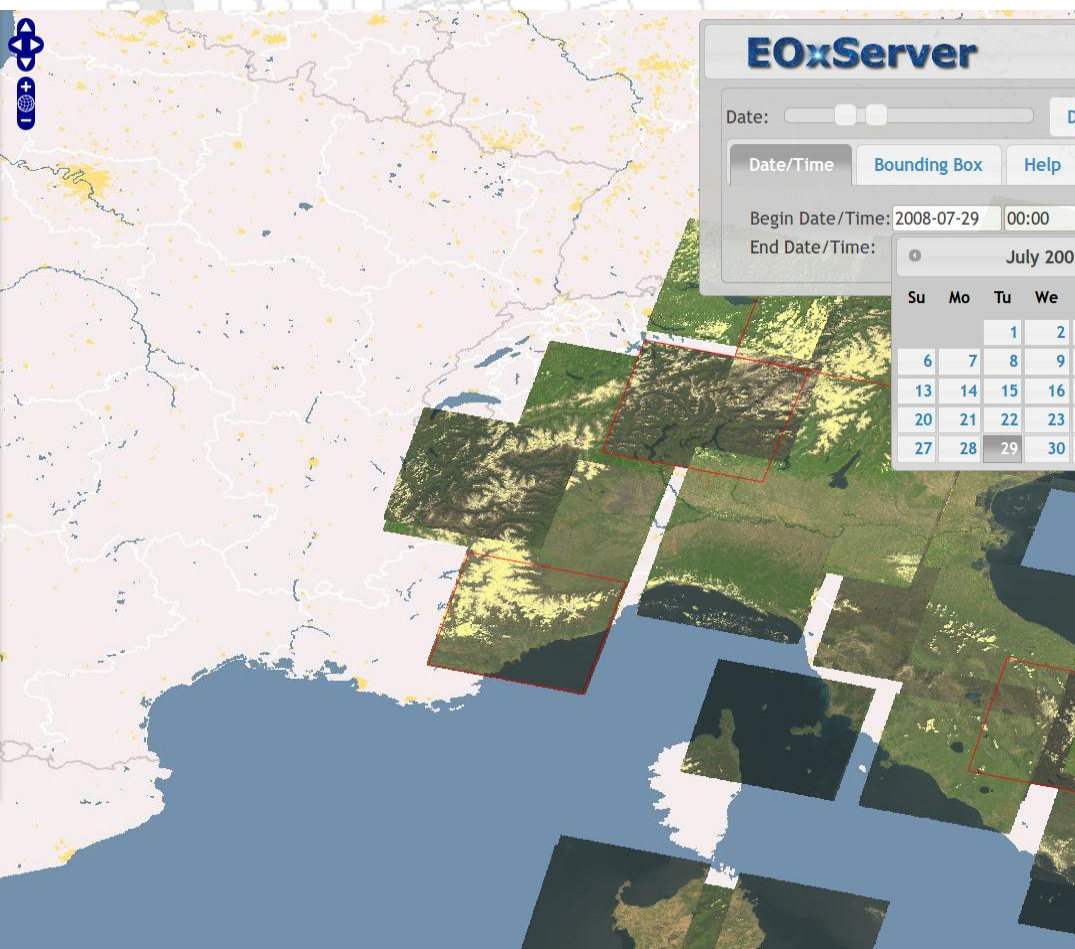 EOxServer
Date:
Date/Time Bounding Box Help
Begin Date/Time: 2008-07-29 00:00
End Date/Time:
July 200
Su Mo Tu We
1 2
6 7 8 9
13 14 15 16
20 21 22 23
27 28 29 30